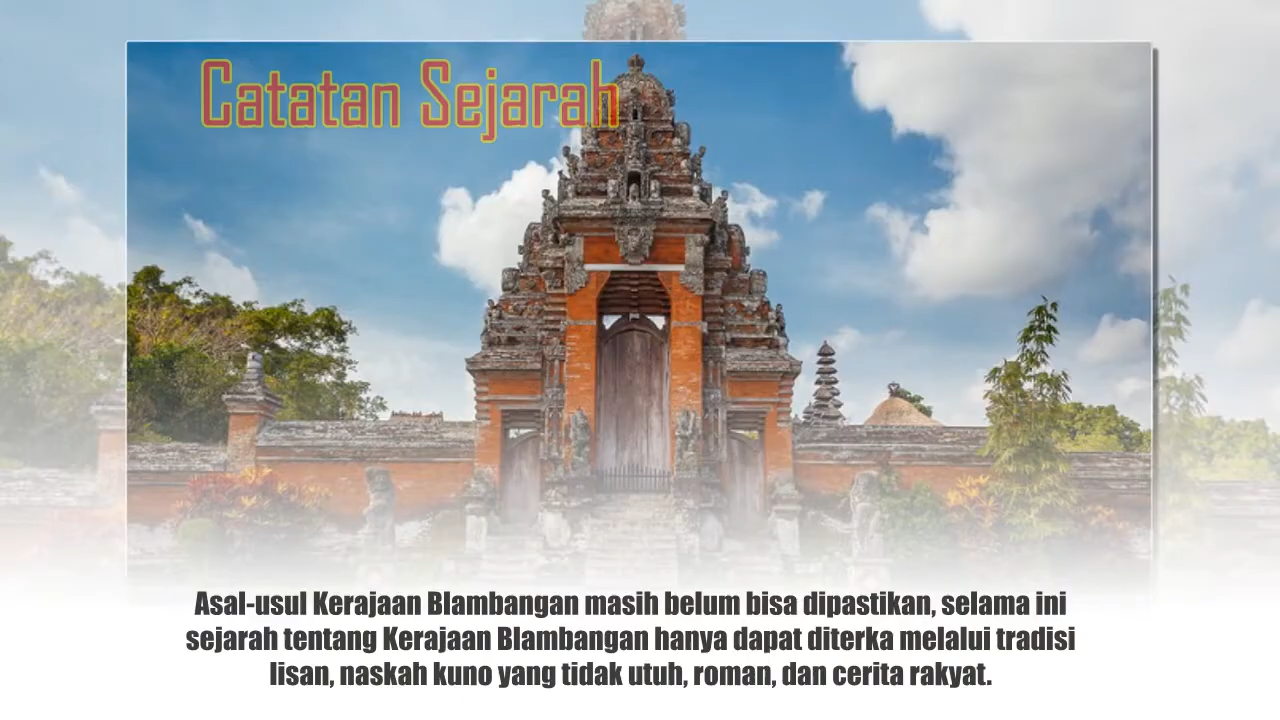 Catatan Sejarah
Asal-usul Kerajaan Blambangan masih belum bisa dipastikan, selama ini
sejarah tentang Kerajaan Blambangan hanya dapat diterka melalui tradisi
lisan, naskah kuno yang tidak utuh, roman, dan cerita rakyat.